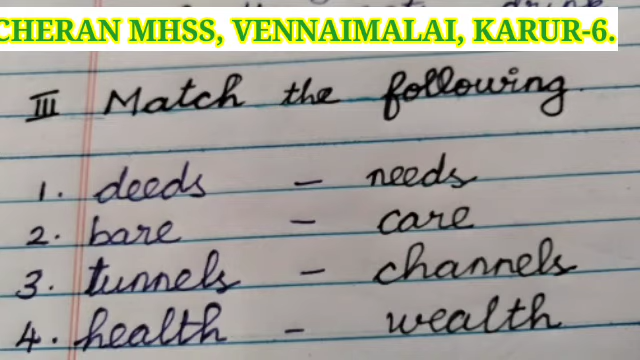 CHERAN MHSS, VENNAIMALAI, KARUR-6.
III Match the following
1. deeds – needs
2. bare – care
3. tunnels – channels
4. health – wealth